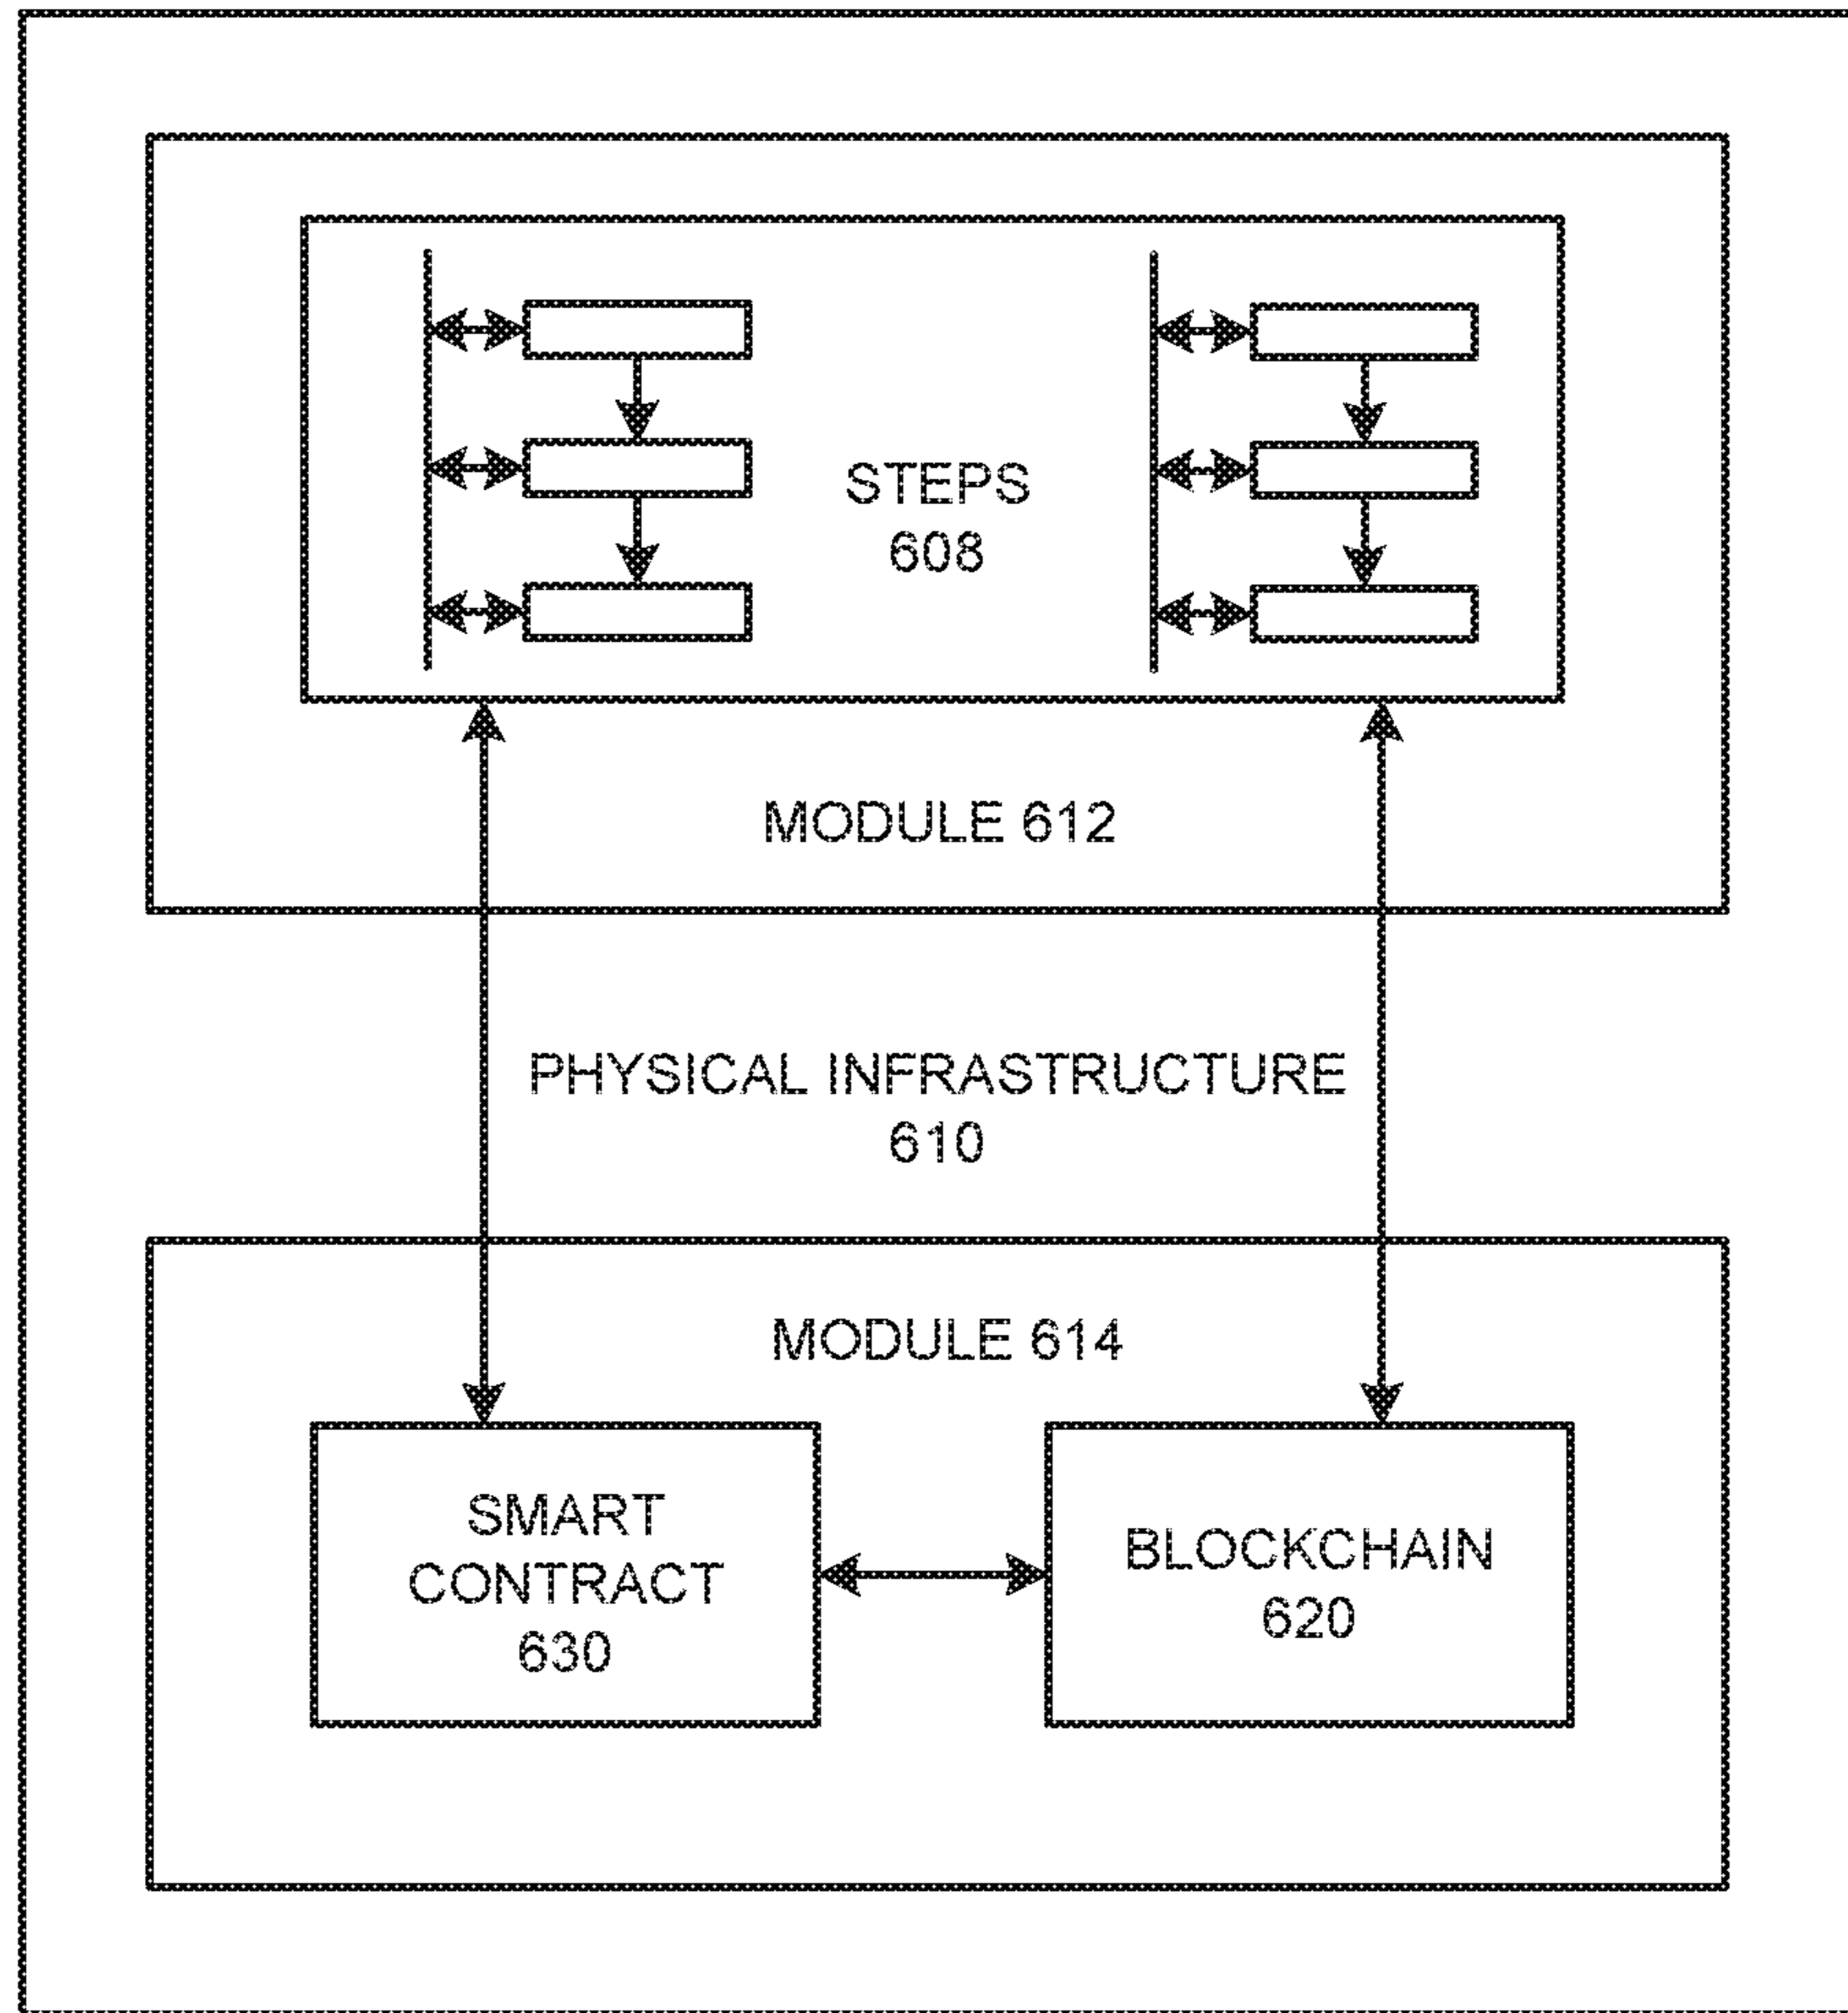 STEPS
608
MODULE 612
PHYSICAL INFRASTRUCTURE
610
MODULE 614
SMART
CONTRACT
630
BLOCKCHAIN
620